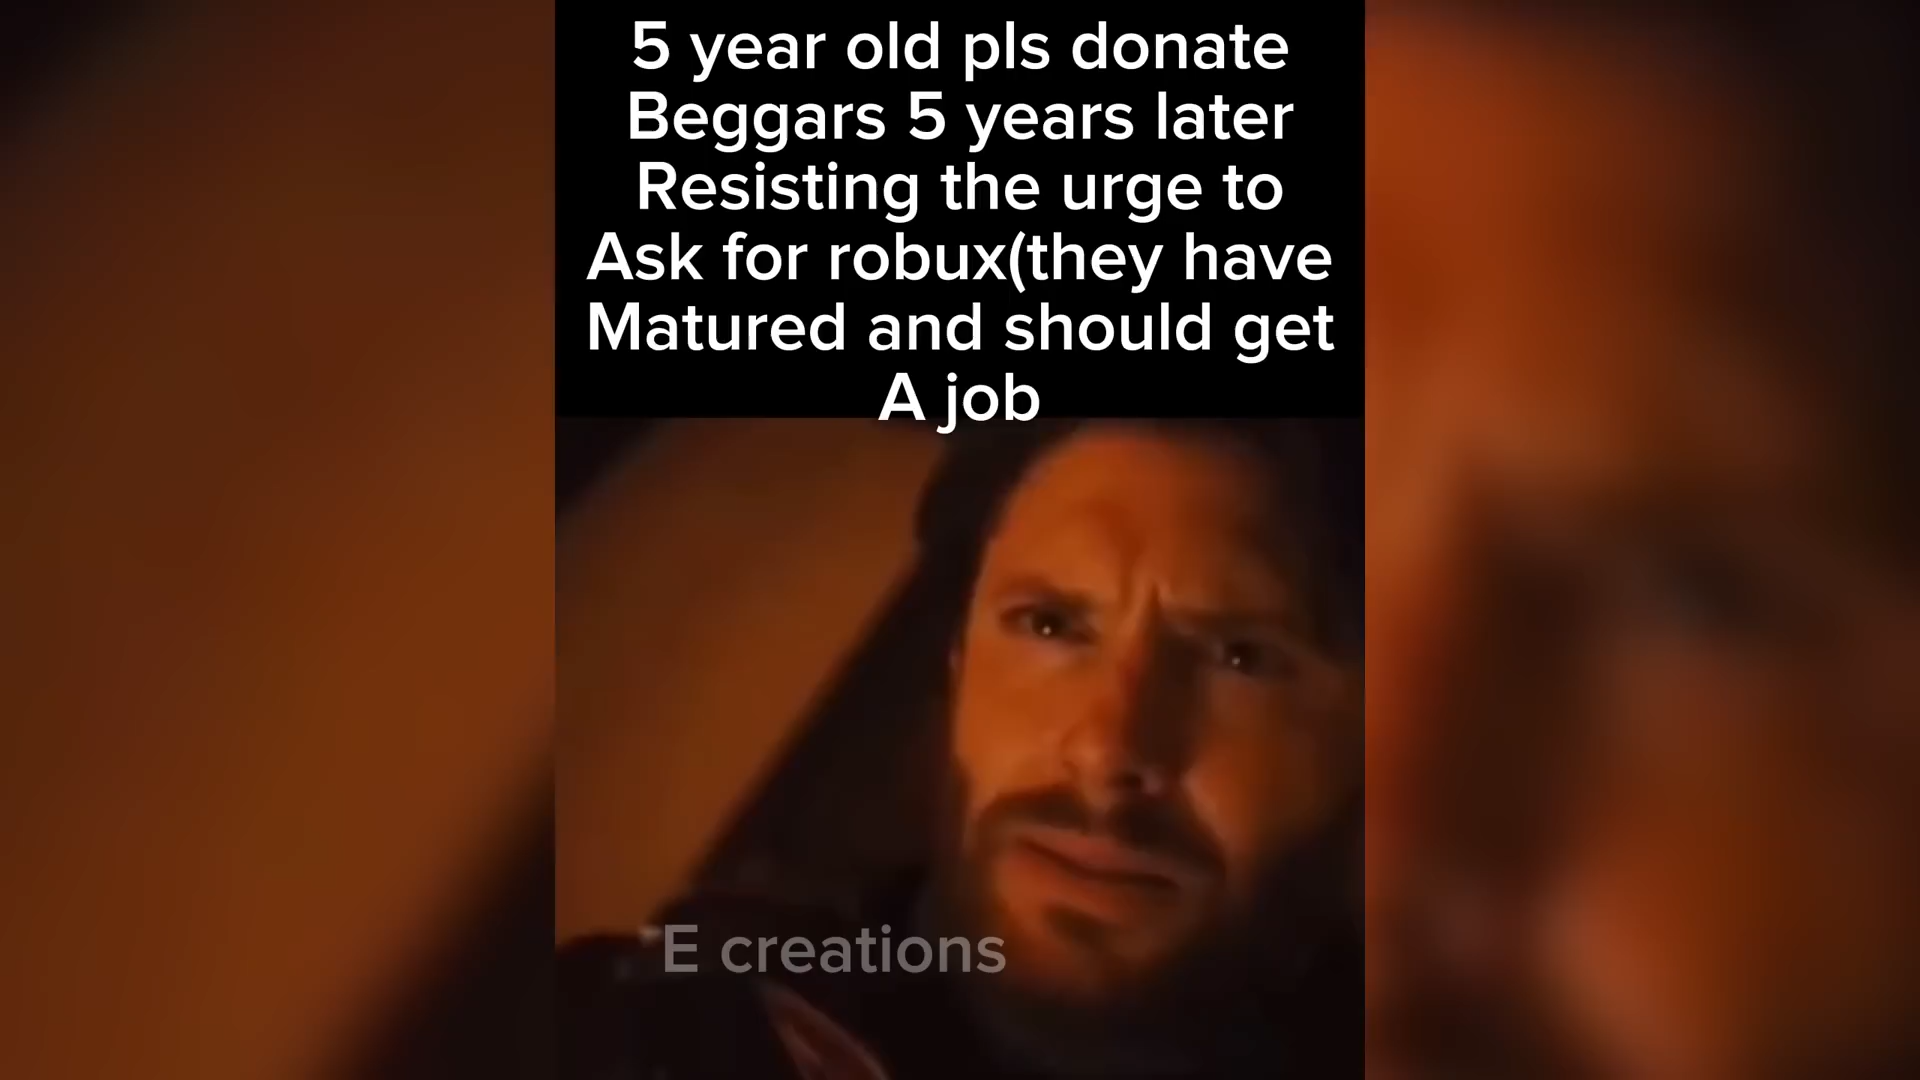 5 year old pls donate
Beggars 5 years later
Resisting the urge to
Ask for robux(they have
Matured and should get
A job
E creations